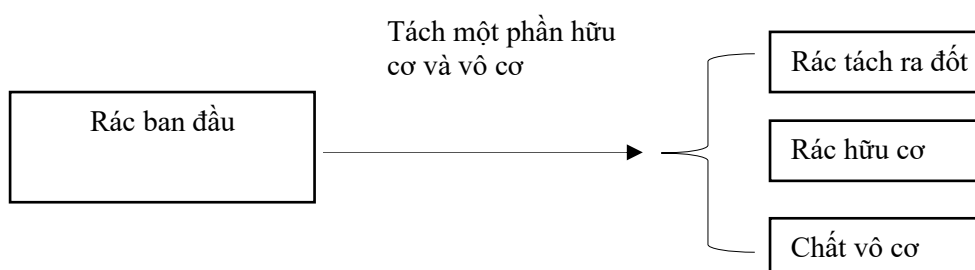 Tách một phần hữu
cơ và vô cơ
Rác ban đầu
Rác tách ra đốt
Rác hữu cơ
Chất vô cơ